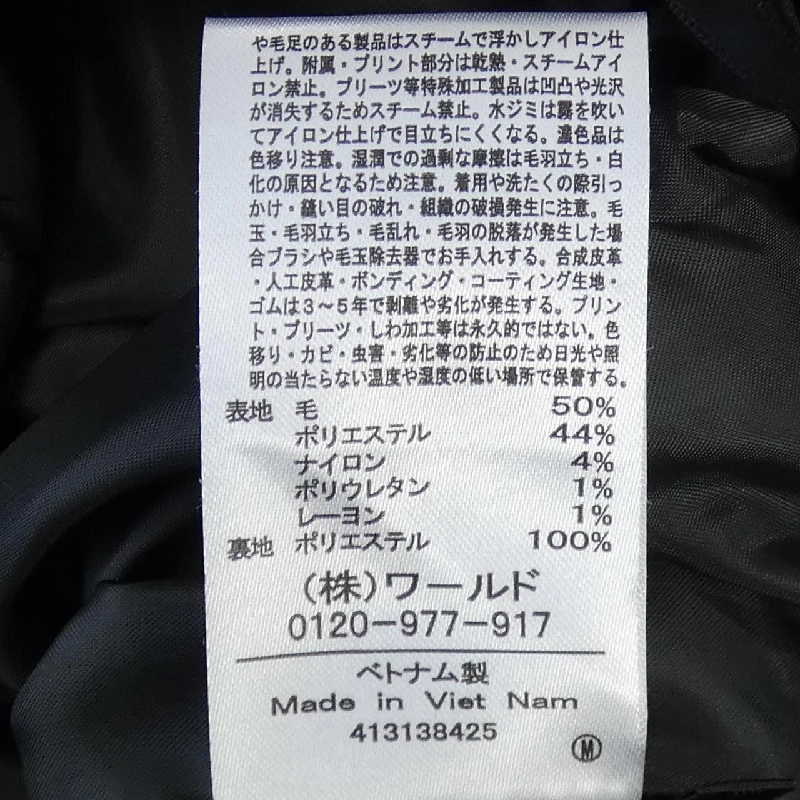 や毛足のある製品はスチームで浮かしアイロン仕
上げ。附属・プリント部分は乾熱・スチームアイ
ロン禁止。プリーツ等特殊加工製品は凹凸や光沢
が消失するためスチーム禁止。水ジミは霧を吹い
てアイロン仕上げで目立ちにくくなる。濃色品は
色移り注意。湿潤での過剰な摩擦は毛羽立ち・白
化の原因となるため注意。着用や洗たくの際引っ
かけ・縫い目の破れ・組織の破損発生に注意。毛
玉・毛羽立ち・毛乱れ・毛羽の脱落が発生した場
合ブラシや毛玉除去器でお手入れする。合成皮革
・人工皮革・ボンディング・コーティング生地・
ゴムは3〜5年で剥離や劣化が発生する。プリン
ト・プリーツ・しわ加工等は永久的ではない。色
移り・カビ・虫害・劣化等の防止のため日光や照
明の当たらない温度や湿度の低い場所で保管する。
表地 毛 50%
ポリエステル 44%
ナイロン 4%
ポリウレタン 1%
レーヨン 1%
裏地 ポリエステル 100%
(株)ワールド
0120-977-917
ベトナム製
Made in Viet Nam
413138425
Ⓜ